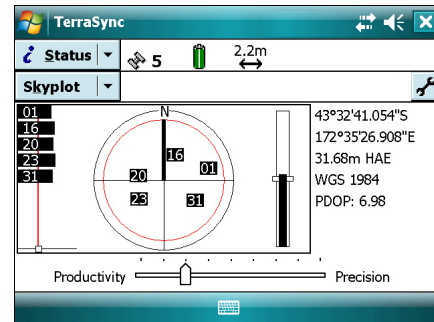 TerraSync
Status
5
2.2m
Skyplot
01
16
20
23
31
N
16
01
20
23
31
43°32'41.054"S
172°35'26.908"E
31.68m HAE
WGS 1984
PDOP: 6.98
Productivity
Precision